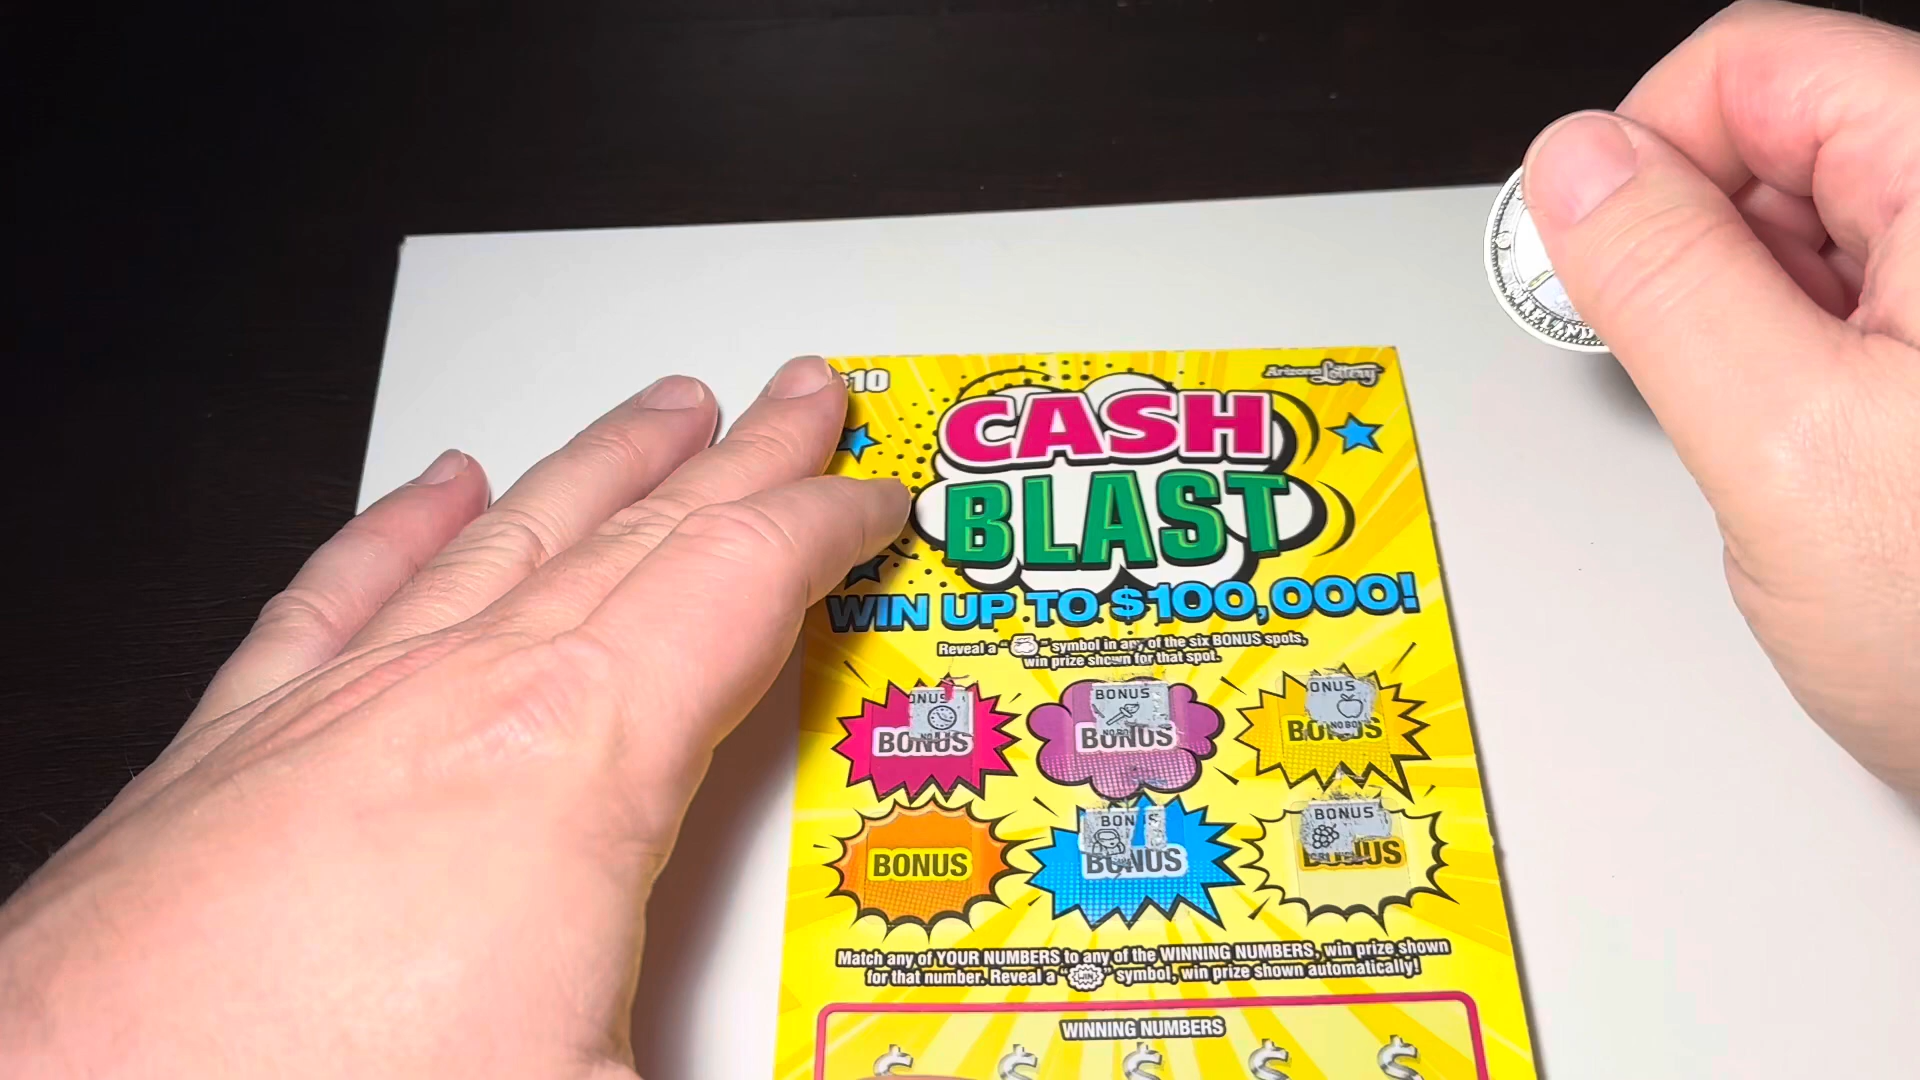 $10
Arizona Lottery
CASH
BLAST
WIN UP TO $100,000!
Reveal a " " symbol in any of the six BONUS spots,
win prize shown for that spot.
BONUS BONUS
BONUS BONUS BONUS
BONUS BONUS
BONUS BONUS BONUS
Match any of YOUR NUMBERS to any of the WINNING NUMBERS, win prize shown
for that number. Reveal a "WIN" symbol, win prize shown automatically!
WINNING NUMBERS
$ $ $ $ $
IRELAND